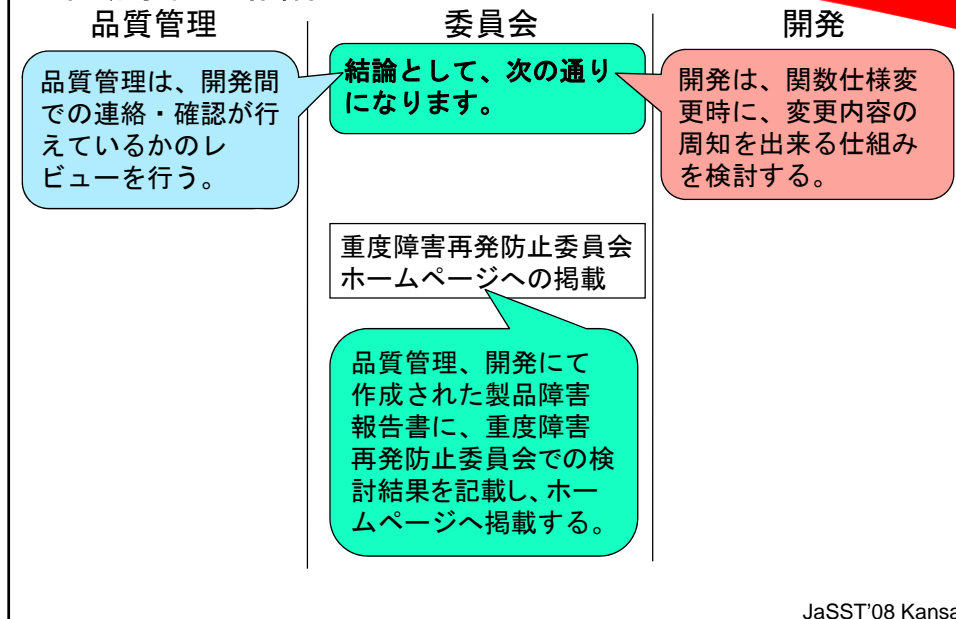 品質管理
委員会
開発
品質管理は、開発間
での連絡・確認が行
えているかのレ
ビューを行う。
結論として、次の通り
になります。
開発は、関数仕様変
更時に、変更内容の
周知を出来る仕組み
を検討する。
重度障害再発防止委員会
ホームページへの掲載
品質管理、開発にて
作成された製品障害
報告書に、重度障害
再発防止委員会での検
討結果を記載し、ホー
ムページへ掲載する。
JaSST'08 Kansa